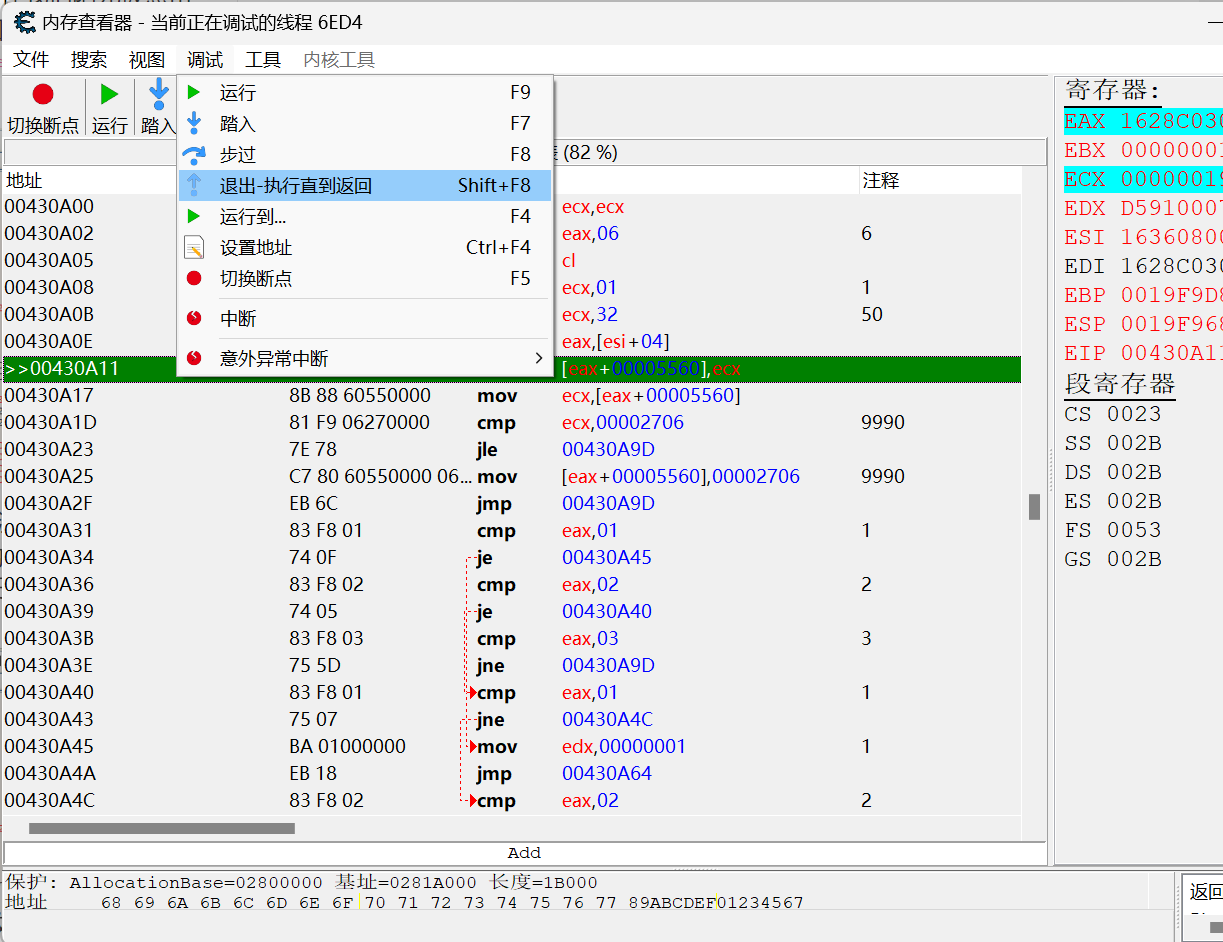 内存查看器 - 当前正在调试的线程 6ED4
文件 搜索 视图 调试 工具 内核工具
切换断点 运行 踏入
运行 F9
踏入 F7
步过 F8
退出-执行直到返回 Shift+F8
运行到... F4
设置地址 Ctrl+F4
切换断点 F5
中断
意外异常中断
(82 %)
地址 注释
00430A00 ecx,ecx
00430A02 eax,06 6
00430A05 cl
00430A08 ecx,01 1
00430A0B ecx,32 50
00430A0E eax,[esi+04]
>>00430A11 [eax+00005560],ecx
00430A17 8B 88 60550000 mov ecx,[eax+00005560]
00430A1D 81 F9 06270000 cmp ecx,00002706 9990
00430A23 7E 78 jle 00430A9D
00430A25 C7 80 60550000 06... mov [eax+00005560],00002706 9990
00430A2F EB 6C jmp 00430A9D
00430A31 83 F8 01 cmp eax,01 1
00430A34 74 0F je 00430A45
00430A36 83 F8 02 cmp eax,02 2
00430A39 74 05 je 00430A40
00430A3B 83 F8 03 cmp eax,03 3
00430A3E 75 5D jne 00430A9D
00430A40 83 F8 01 cmp eax,01 1
00430A43 75 07 jne 00430A4C
00430A45 BA 01000000 mov edx,00000001 1
00430A4A EB 18 jmp 00430A64
00430A4C 83 F8 02 cmp eax,02 2
Add
寄存器:
EAX 1628C03
EBX 0000000
ECX 0000001
EDX D591000
ESI 1636080
EDI 1628C03
EBP 0019F9D
ESP 0019F96
EIP 00430A1
段寄存器
CS 0023
SS 002B
DS 002B
ES 002B
FS 0053
GS 002B
保护: AllocationBase=02800000 基址=0281A000 长度=1B000
地址 68 69 6A 6B 6C 6D 6E 6F 70 71 72 73 74 75 76 77 89ABCDEF01234567
返回